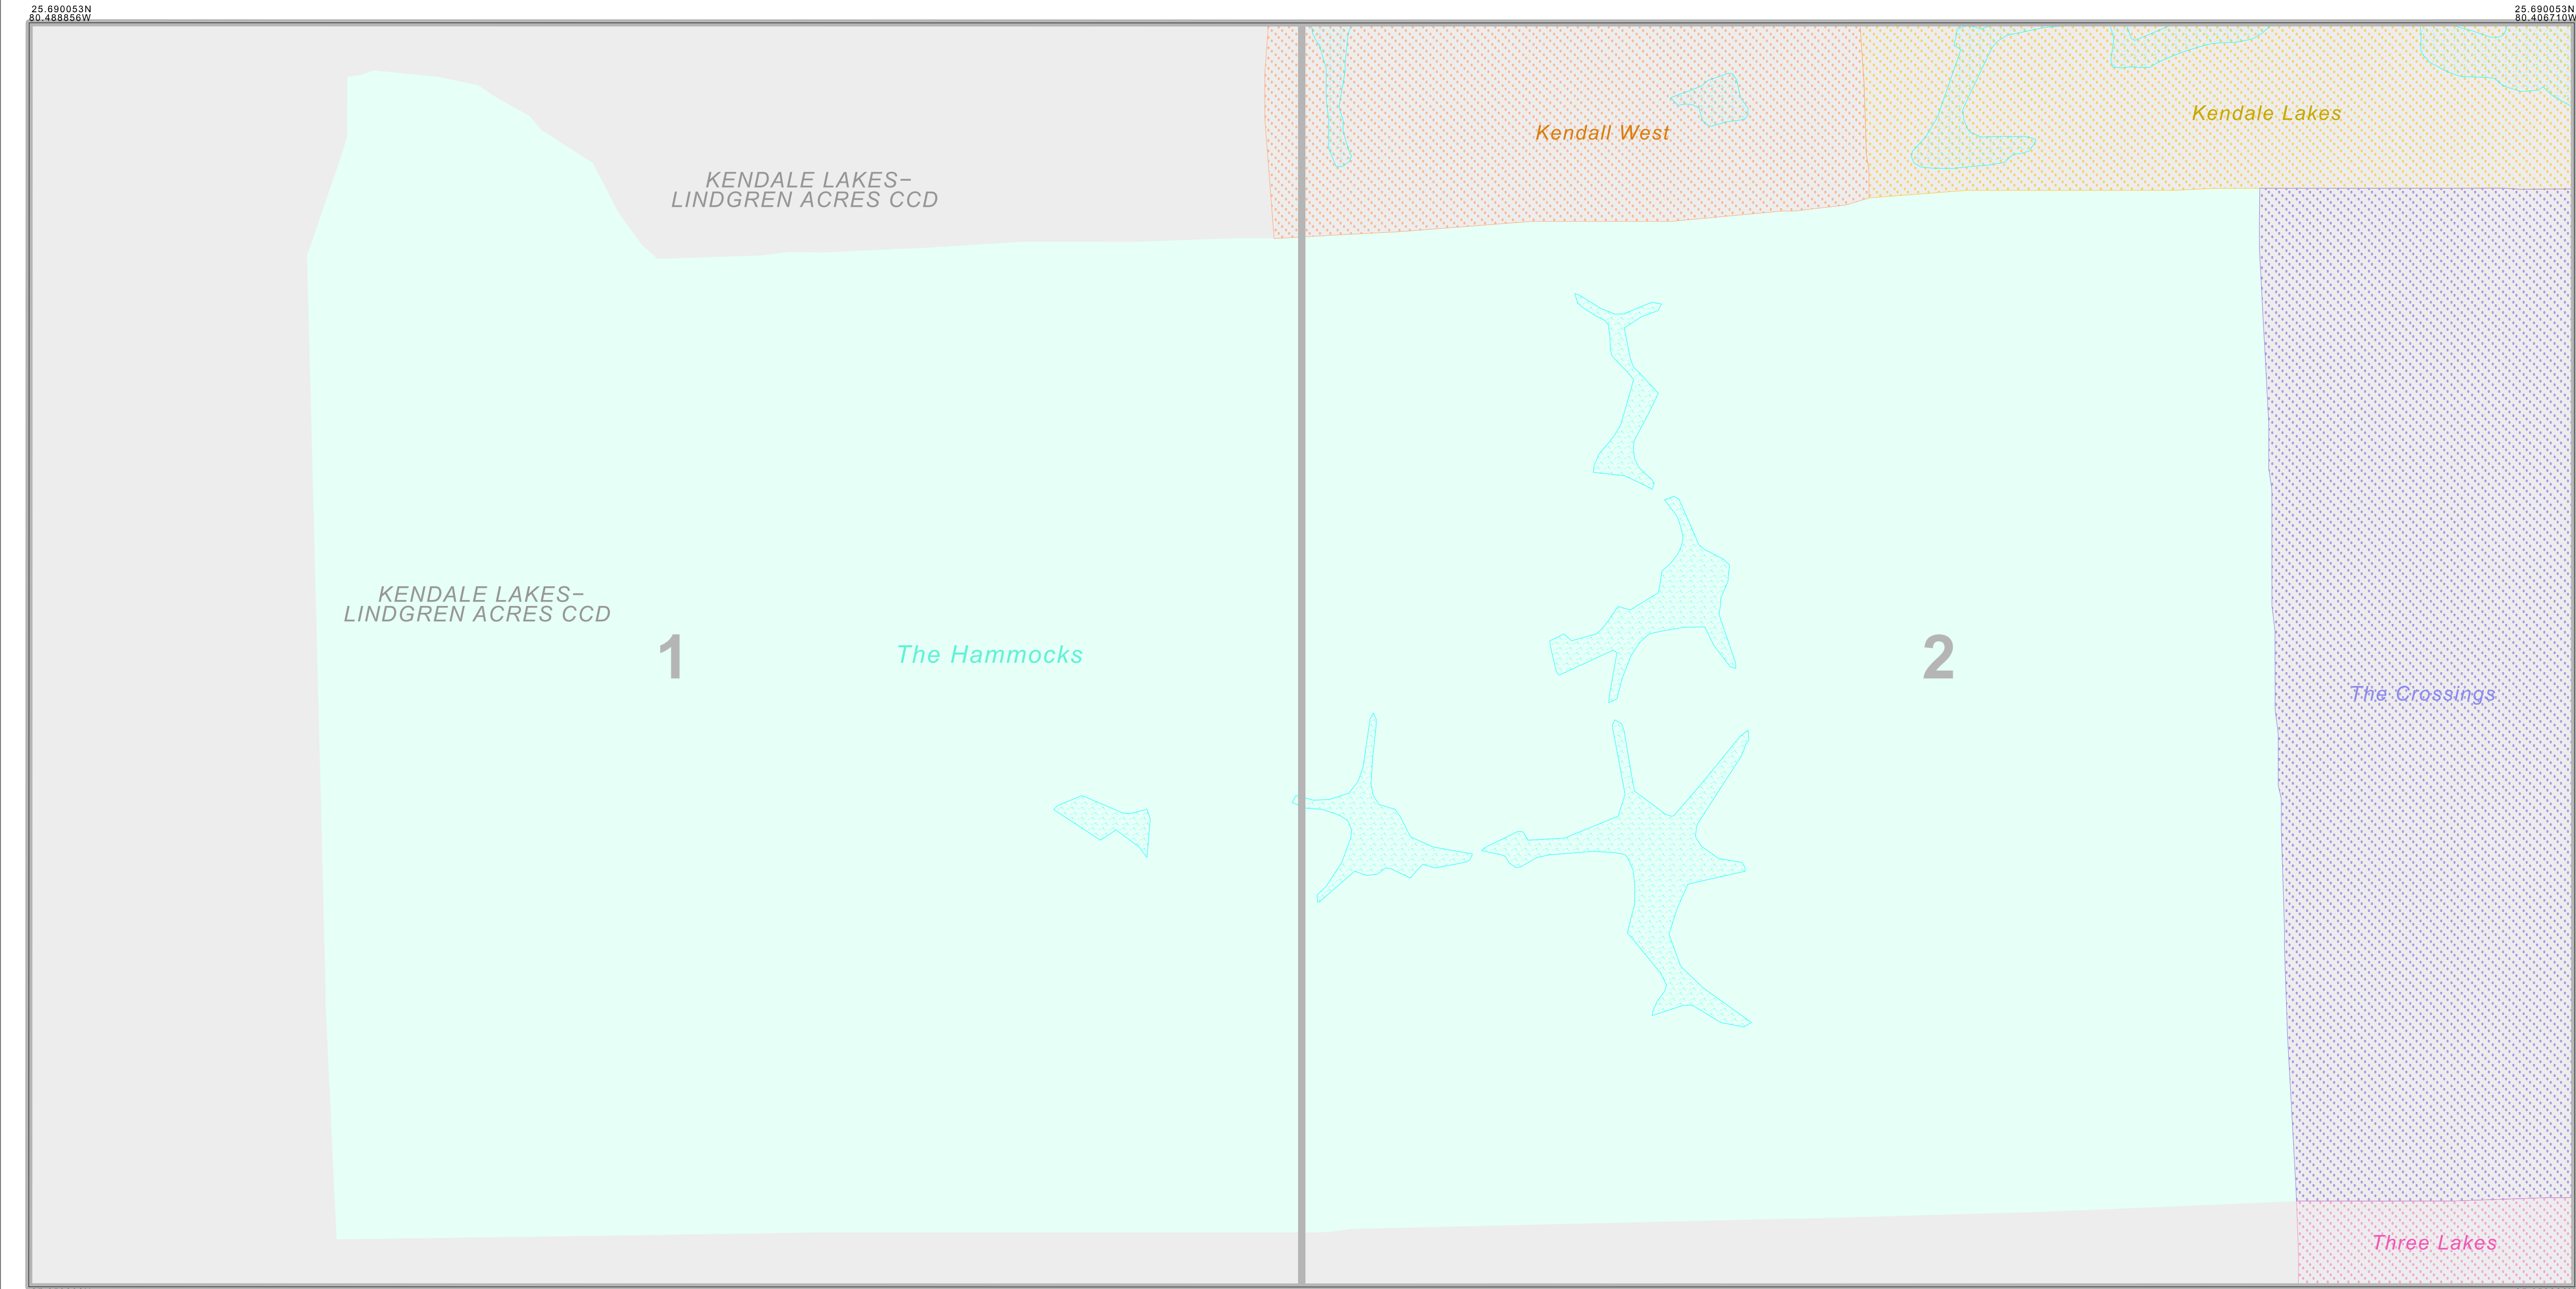 25.690053N
80.488856W
25.690053N
80.406710W
Kendale Lakes
Kendall West
KENDALE LAKES-
LINDGREN ACRES CCD
KENDALE LAKES-
LINDGREN ACRES CCD
1
The Hammocks
2
The Crossings
Three Lakes